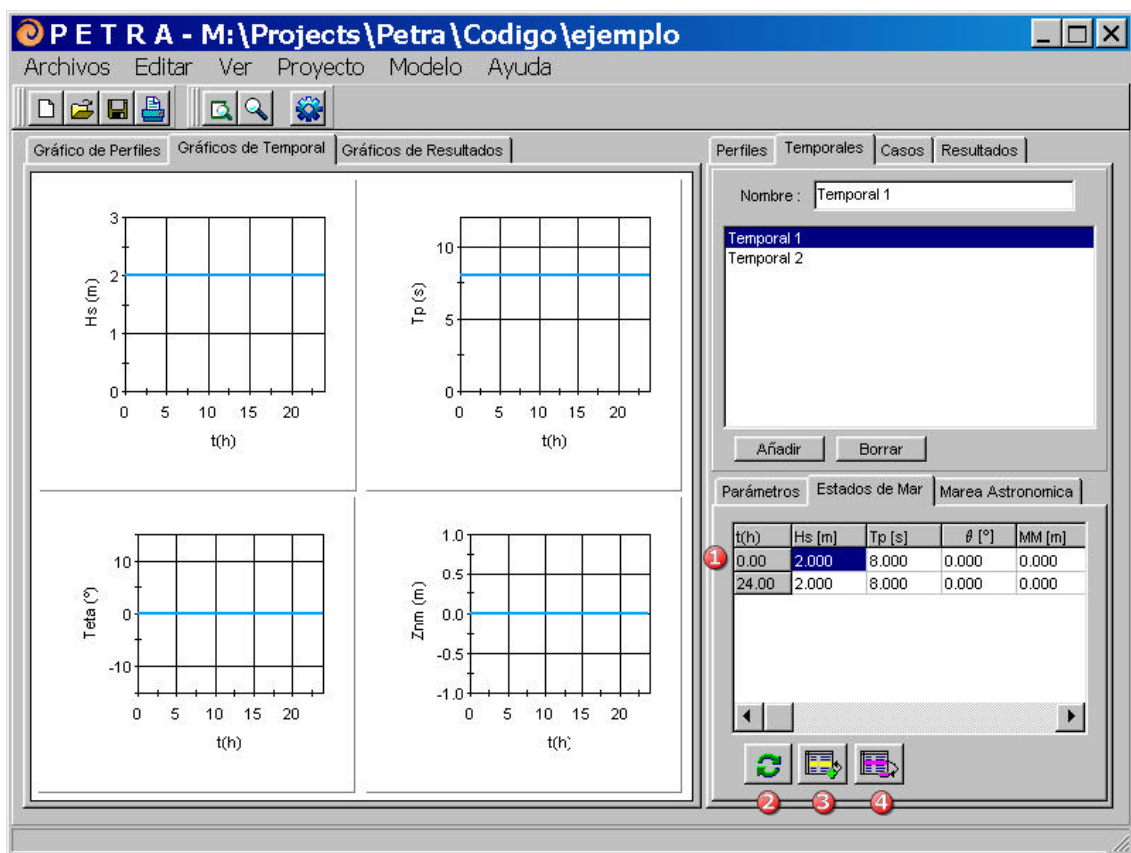 PETRA - M:\Projects\Petra\Codigo\ejemplo
Archivos Editar Ver Proyecto Modelo Ayuda
Gráfico de Perfiles Gráficos de Temporal Gráficos de Resultados
3
2
1
0
Hs (m)
0 5 10 15 20
t(h)
10
5
0
Tp (s)
0 5 10 15 20
t(h)
10
0
-10
Teta (º)
0 5 10 15 20
t(h)
1.0
0.5
0.0
-0.5
-1.0
Znm (m)
0 5 10 15 20
t(h)
Perfiles Temporales Casos Resultados
Nombre : Temporal 1
Temporal 1
Temporal 2
Añadir Borrar
Parámetros Estados de Mar Marea Astronomica
t(h) Hs [m] Tp [s] θ [º] MM [m]
1 0.00 2.000 8.000 0.000 0.000
24.00 2.000 8.000 0.000 0.000
2 3 4